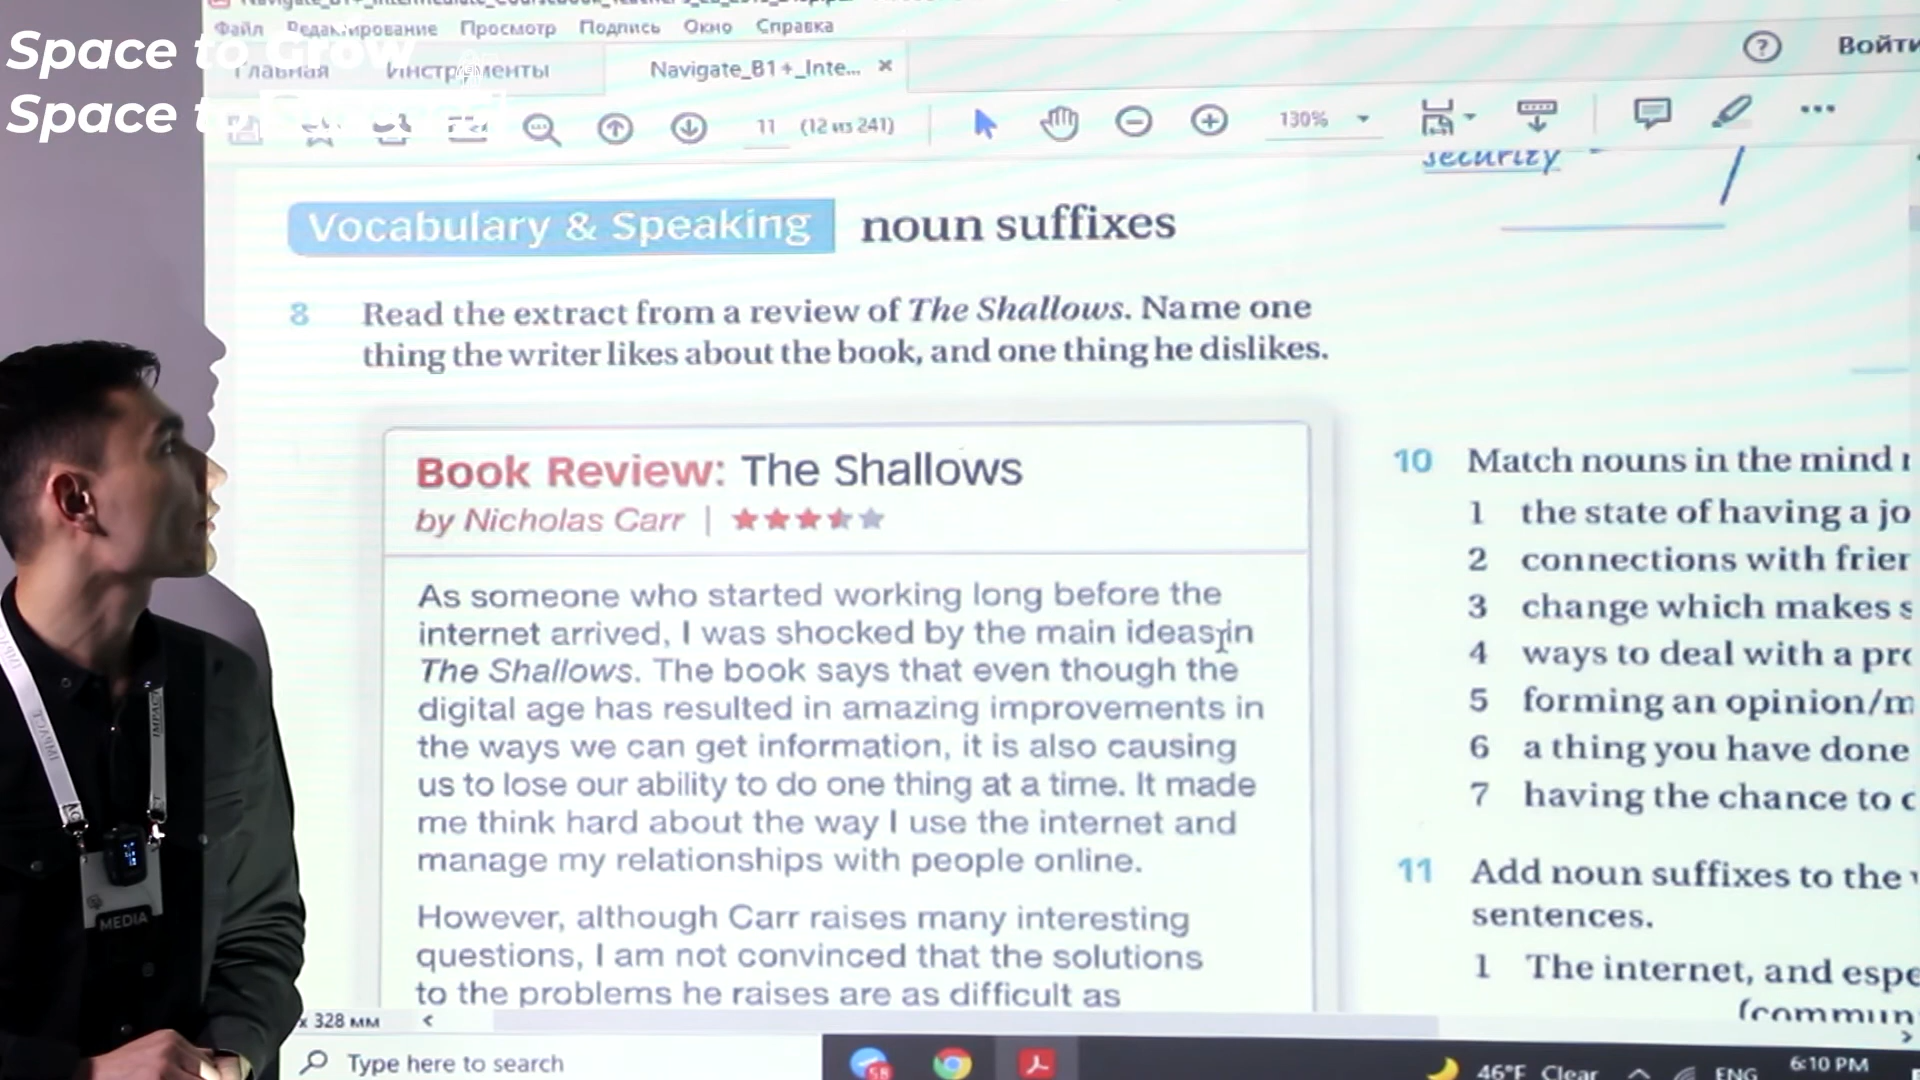 Файл Редактирование Просмотр Подпись Окно Справка
Space to Grow
Главная Инструменты Navigate_B1+_Inte... × ? Войти
Space to
11 (12 из 241) 130%
security
Vocabulary & Speaking noun suffixes
8 Read the extract from a review of The Shallows. Name one
thing the writer likes about the book, and one thing he dislikes.
Book Review: The Shallows
by Nicholas Carr |
As someone who started working long before the
internet arrived, I was shocked by the main ideas in
The Shallows. The book says that even though the
digital age has resulted in amazing improvements in
the ways we can get information, it is also causing
us to lose our ability to do one thing at a time. It made
me think hard about the way I use the internet and
manage my relationships with people online.
However, although Carr raises many interesting
questions, I am not convinced that the solutions
to the problems he raises are as difficult as
10 Match nouns in the mind
1 the state of having a jo
2 connections with frier
3 change which makes s
4 ways to deal with a pro
5 forming an opinion/m
6 a thing you have done
7 having the chance to
11 Add noun suffixes to the
sentences.
1 The internet, and espe
(commun
x 328 мм
Type here to search
58
46°F Clear ENG 6:10 PM
IMPACT
MEDIA